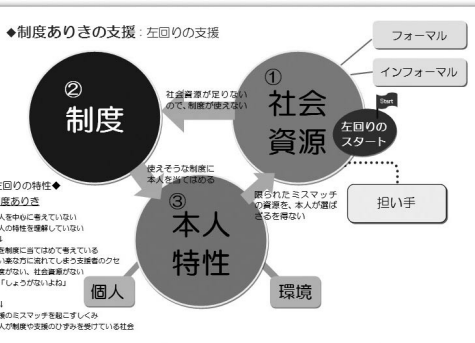 ◆制度ありきの支援：左回りの支援
フォーマル
インフォーマル
①
社会
資源
Start
左回りの
スタート
担い手
社会資源が足りない
ので、制度が使えない
②
制度
使えそうな制度に
本人を当てはめる
限られたミスマッチ
の資源を、本人が選ば
ざるを得ない
③
本人
特性
個人
環境
回りの特性◆
度ありき
人を中心に考えていない
人の特性を理解していない
↓
を制度に当てはめて考えている
い楽な方に流れてしまう支援者のクセ
度がない、社会資源がない
「しょうがないよね」
↓
援のミスマッチを起こすしくみ
人が制度や支援のひずみを受けている社会